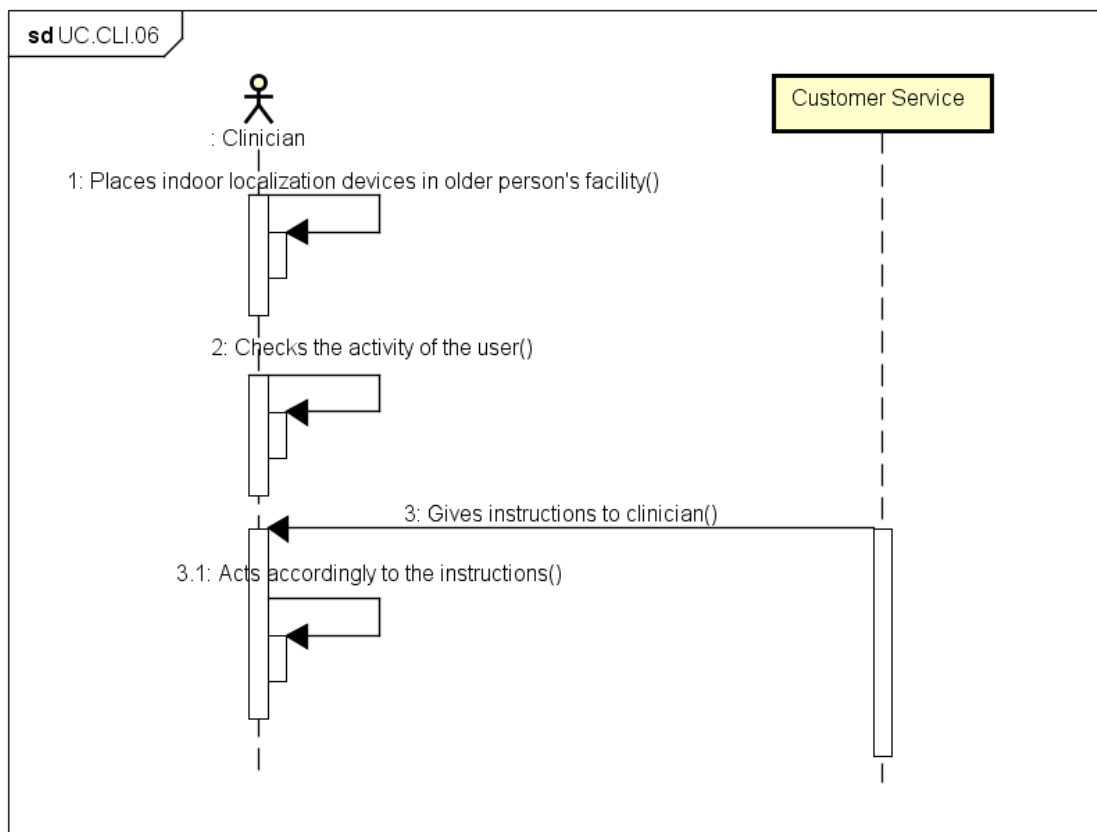 sd UC.CLI.06
: Clinician
Customer Service
1: Places indoor localization devices in older person's facility()
2: Checks the activity of the user()
3: Gives instructions to clinician()
3.1: Acts accordingly to the instructions()